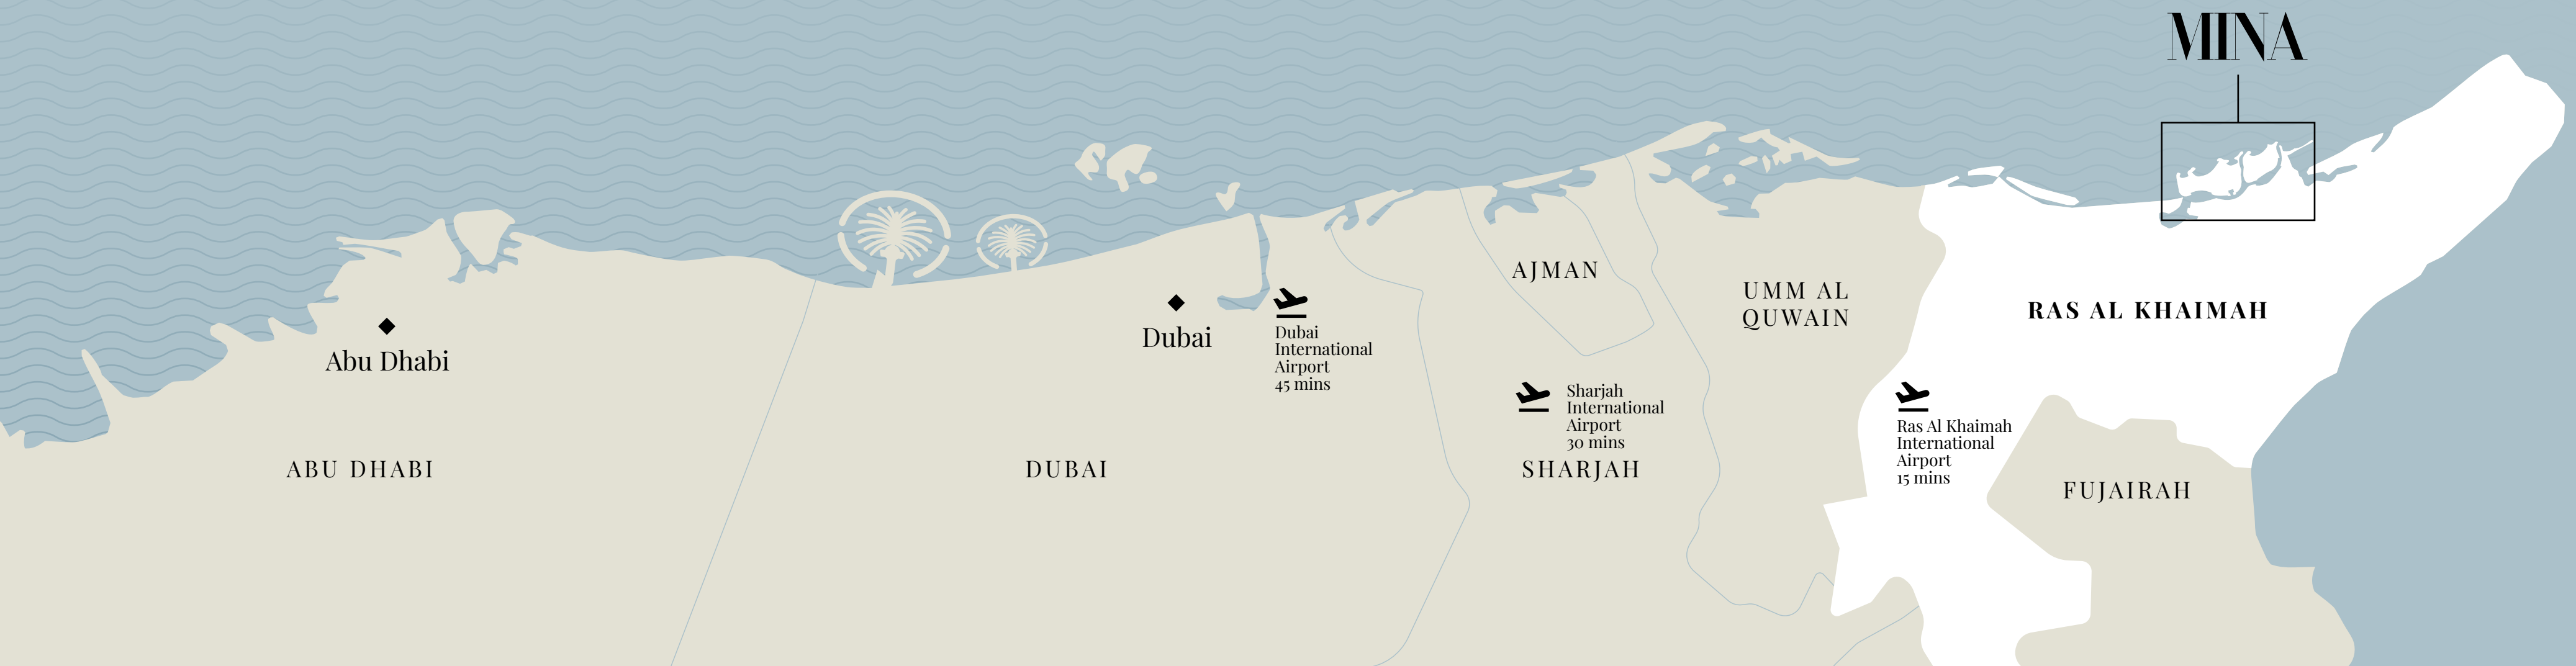 MINA
Abu Dhabi
ABU DHABI
Dubai
Dubai
International
Airport
45 mins
DUBAI
AJMAN
Sharjah
International
Airport
30 mins
SHARJAH
UMM AL
QUWAIN
RAS AL KHAIMAH
Ras Al Khaimah
International
Airport
15 mins
FUJAIRAH